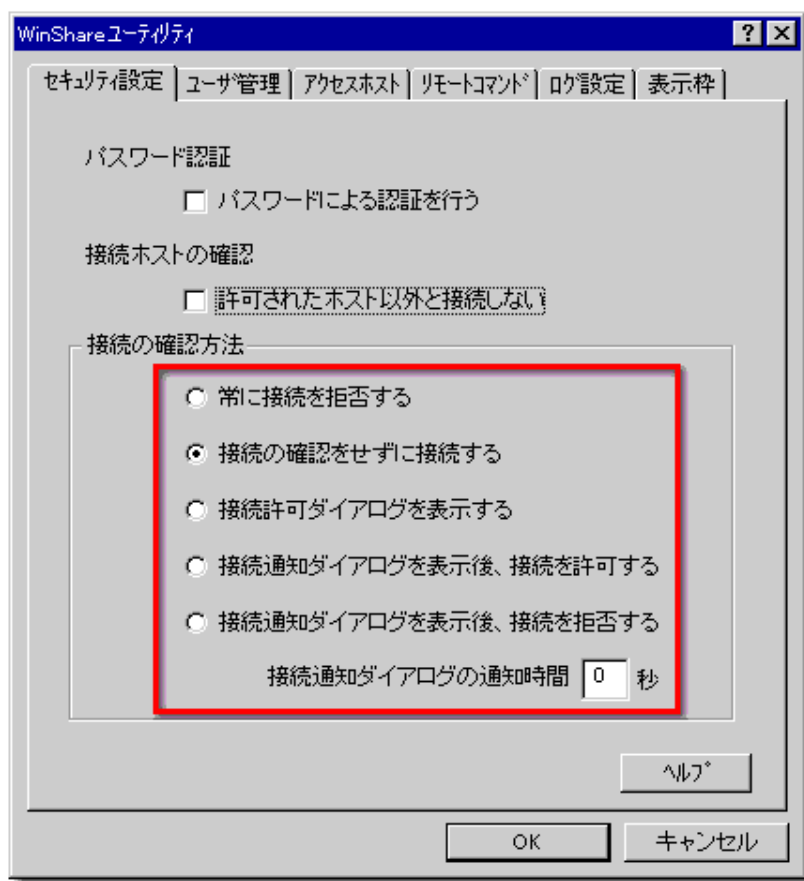 WinShareユーティリティ
セキュリティ設定 ユーザ管理 アクセスホスト リモートコマンド ログ設定 表示枠
パスワード認証
パスワードによる認証を行う
接続ホストの確認
許可されたホスト以外と接続しない
接続の確認方法
常に接続を拒否する
接続の確認をせずに接続する
接続許可ダイアログを表示する
接続通知ダイアログを表示後、接続を許可する
接続通知ダイアログを表示後、接続を拒否する
接続通知ダイアログの通知時間 0 秒
ヘルプ
OK キャンセル